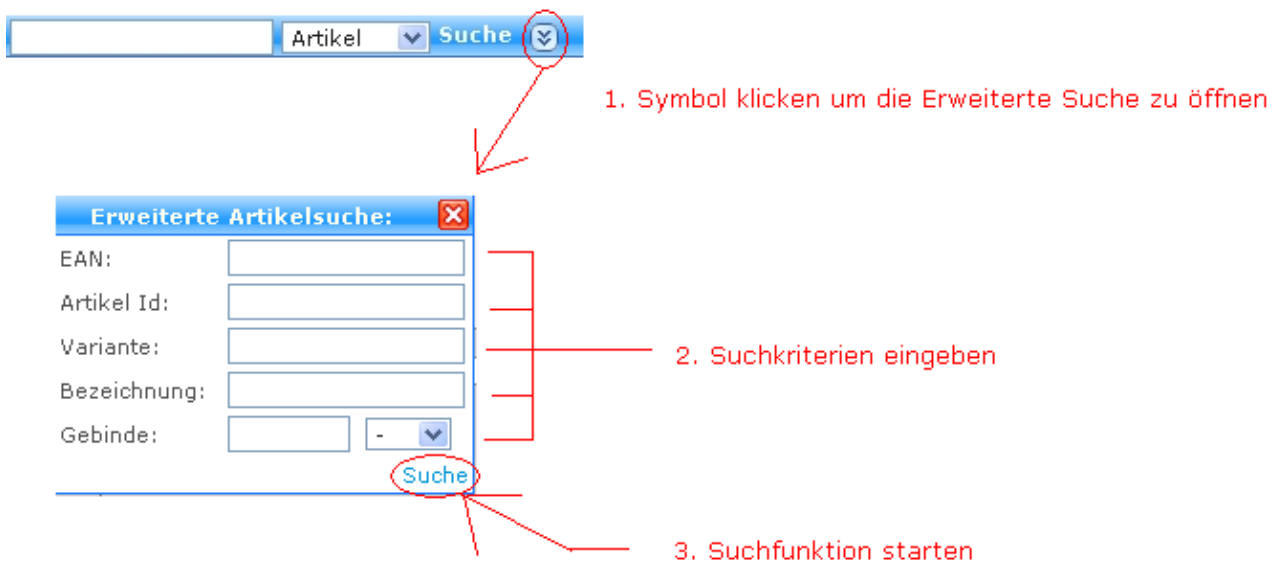 Artikel Suche
1. Symbol klicken um die Erweiterte Suche zu öffnen
Erweiterte Artikelsuche:
EAN:
Artikel Id:
Variante:
2. Suchkriterien eingeben
Bezeichnung:
Gebinde: -
Suche
3. Suchfunktion starten